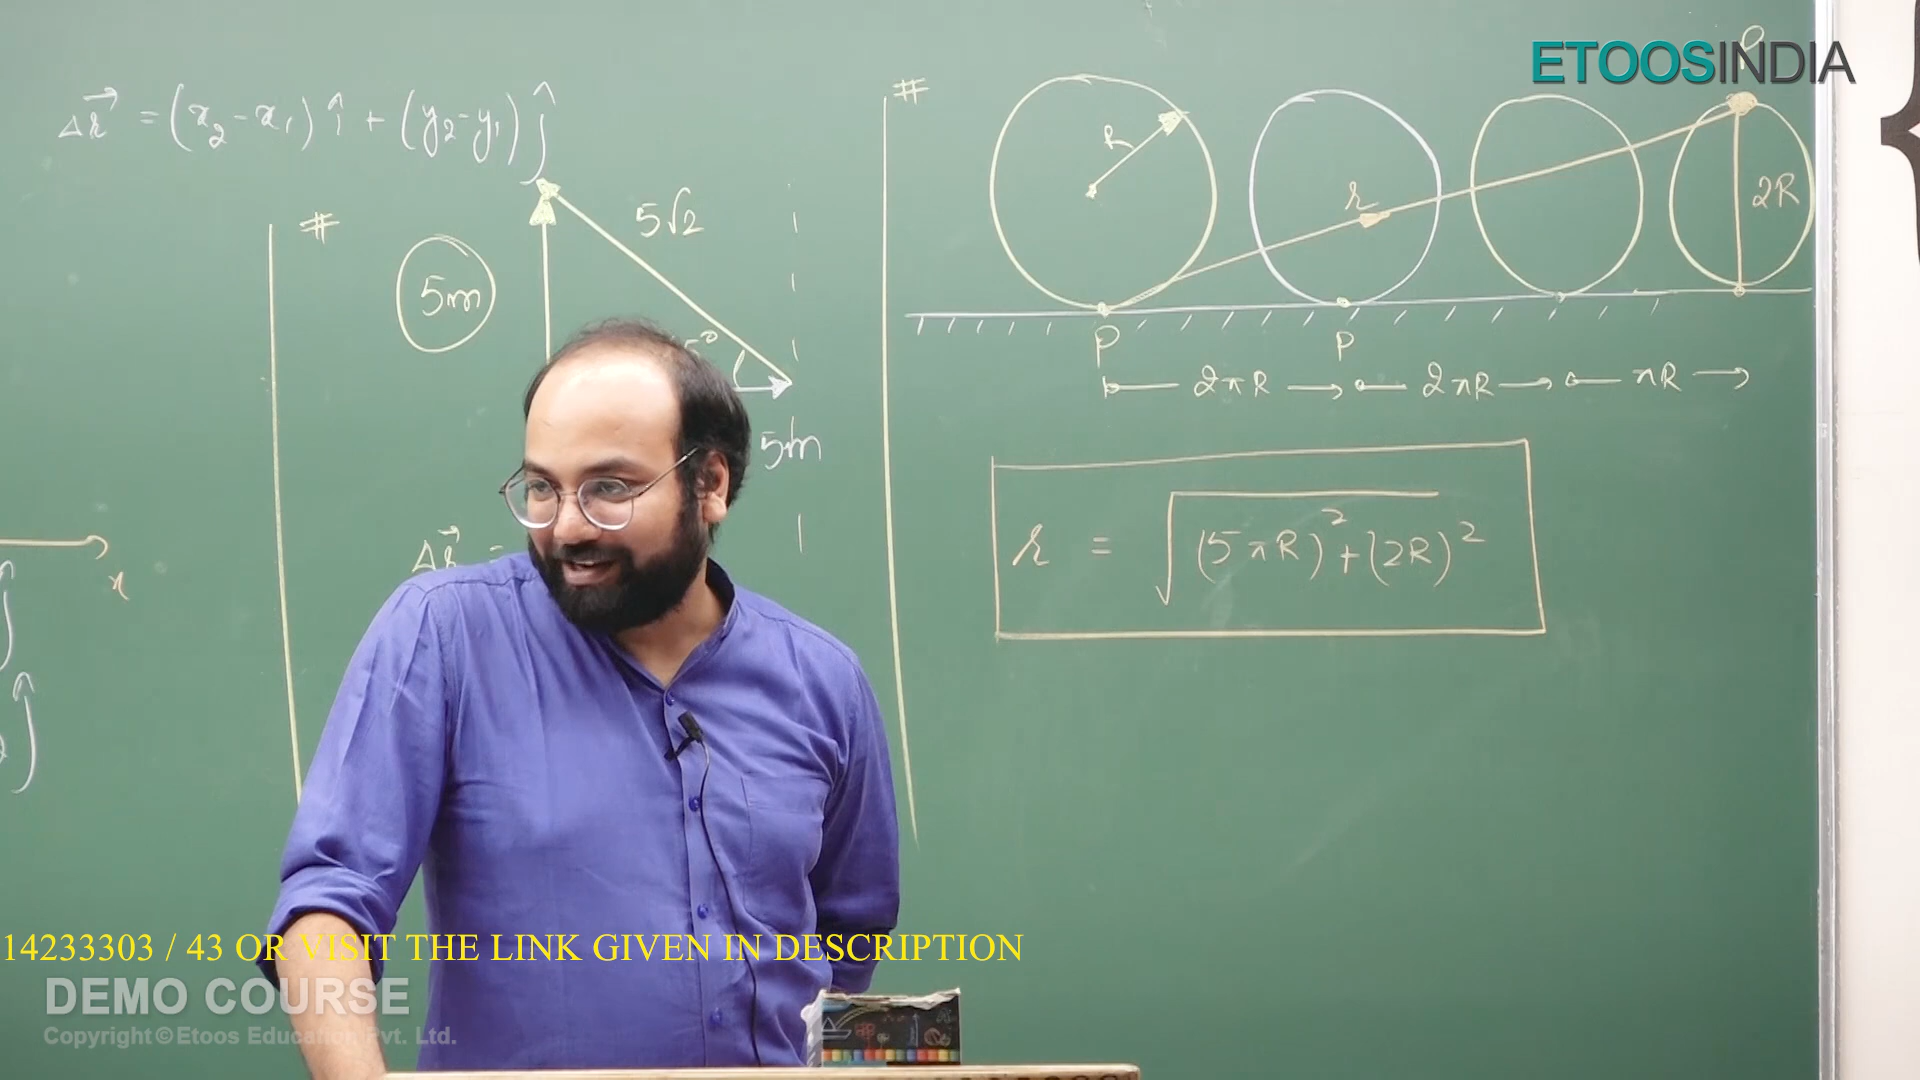 ETOOSINDIA
Δr⃗ = (x₂-x₁)î + (y₂-y₁)ĵ
#
5m
5√2
5m
Δr⃗ =
x
ĵ
ĵ
#
R
r
2R
P
P
2πR
2πR
πR
r = √(5πR)² + (2R)²
14233303 / 43 OR VISIT THE LINK GIVEN IN DESCRIPTION
DEMO COURSE
Copyright © Etoos Education Pvt. Ltd.